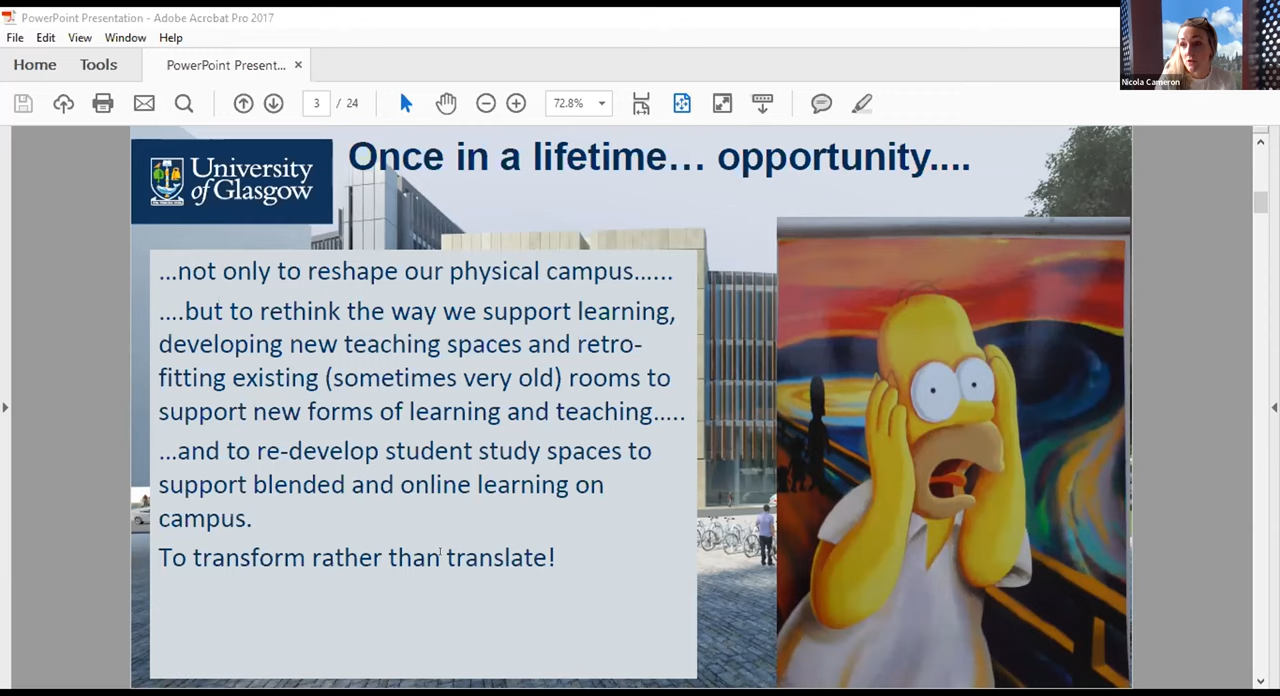 PowerPoint Presentation - Adobe Acrobat Pro 2017
File Edit View Window Help
Home Tools PowerPoint Present... ×
3 / 24 72.8%
Nicola Cameron
University
of Glasgow
Once in a lifetime… opportunity....
...not only to reshape our physical campus......
....but to rethink the way we support learning,
developing new teaching spaces and retro-
fitting existing (sometimes very old) rooms to
support new forms of learning and teaching.....
...and to re-develop student study spaces to
support blended and online learning on
campus.
To transform rather than translate!